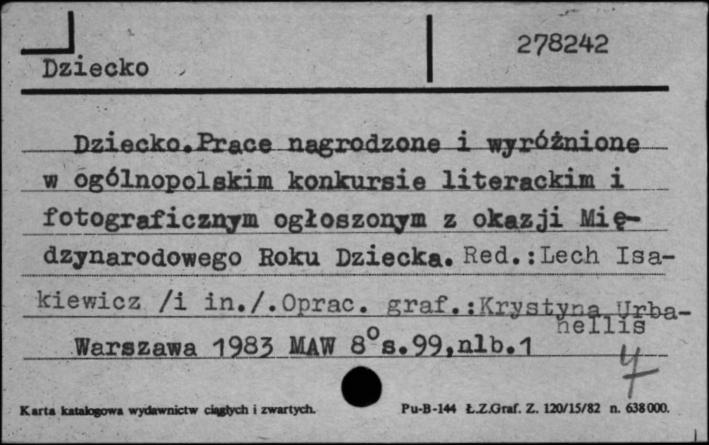 278242
Dziecko
Dziecko.Prace nagrodzone i wyróżnione
w ogólnopolskim konkursie literackim i
fotograficznym ogłoszonym z okazji Mię-
dzynarodowego Roku Dziecka. Red.:Lech Isa-
kiewicz /i in./.Oprac. graf.:Krystyna Urba-
nellis
Warszawa 1983 MAW 8° s.99,nlb.1
4
Karta katalogowa wydawnictw ciągłych i zwartych. Pu-B-144 Ł.Z.Graf. Z. 120/15/82 n. 638000.